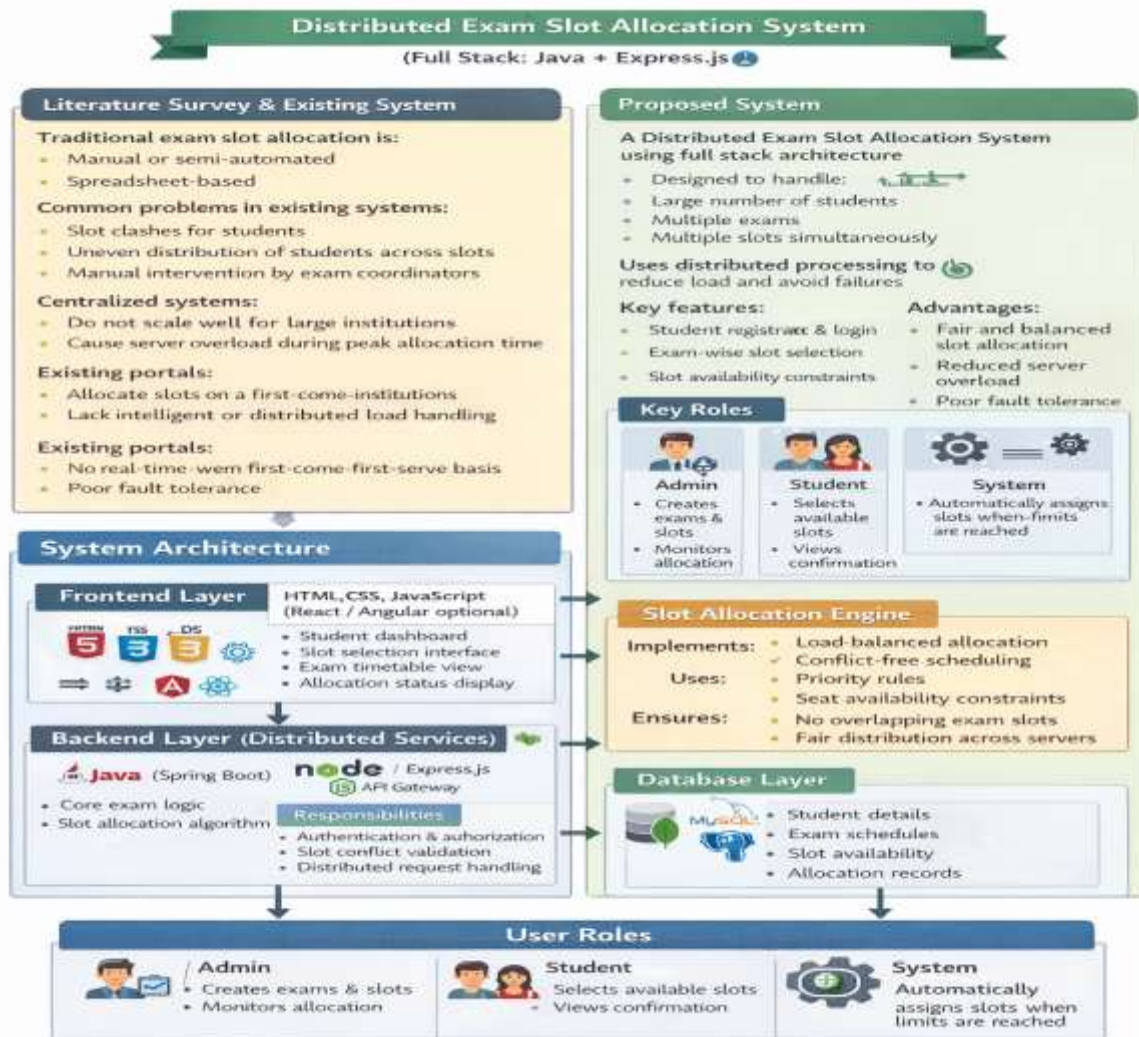 Distributed Exam Slot Allocation System
(Full Stack: Java + Express.js
Literature Survey & Existing System
Traditional exam slot allocation is:
• Manual or semi-automated
• Spreadsheet-based
Common problems in existing systems:
• Slot clashes for students
• Uneven distribution of students across slots
• Manual intervention by exam coordinators
Centralized systems:
• Do not scale well for large institutions
• Cause server overload during peak allocation time
Existing portals:
• Allocate slots on a first-come-institutions
• Lack intelligent or distributed load handling
Existing portals:
• No real-time-wem first-come-first-serve basis
• Poor fault tolerance
Proposed System
A Distributed Exam Slot Allocation System
using full stack architecture
• Designed to handile:
• Large number of students
• Multiple exams
• Multiple slots simultaneously
Uses distributed processing to
reduce load and avoid failures
Key features:
• Student registract & login
• Exam-wise slot selection
• Slot availability constraints
Advantages:
• Fair and balanced
slot allocation
• Reduced server
overload
• Poor fault tolerance
Key Roles
Admin
• Creates
exams &
slots
• Monitors
allocation
Student
• Selects
available
slots
• Views
confirmation
System
• Automatically assigns
slots when-fimits
are reached
System Architecture
Frontend Layer
HTML,CSS, JavaScript
(React / Angular optional)
5
TSS
3
DS
3
A
• Student dashboard
• Slot selection interface
• Exam timetable view
• Allocation status display
Backend Layer (Distributed Services)
Java (Spring Boot)
• Core exam logic
• Slot allocation algorithm
node / Express.js
JS API Gateway
Responsibilities
• Authentication & authorization
• Slot conflict validation
• Distributed request handling
Slot Allocation Engine
Implements:
• Load-balanced allocation
✓ Conflict-free scheduling
Uses:
• Priority rules
• Seat availability constraints
Ensures:
• No overlapping exam slots
• Fair distribution across servers
Database Layer
MySQL
• Student details
• Exam schedules
• Slot availability
• Allocation records
User Roles
/ Admin
• Creates exams & slots
• Monitors allocation
Student
Selects available slots
• Views confirmation
System
Automatically
assigns slots when
limits are reached